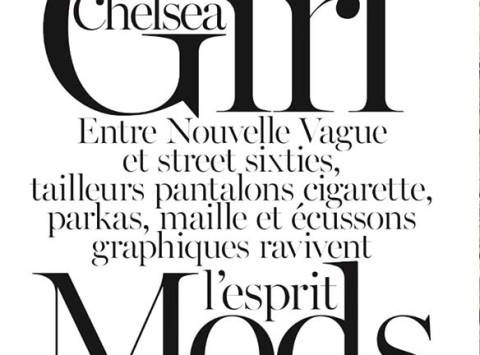 Chelsea
Girl
Entre Nouvelle Vague
et street sixties,
tailleurs pantalons cigarette,
parkas, maille et écussons
graphiques ravivent
l'esprit
Mods